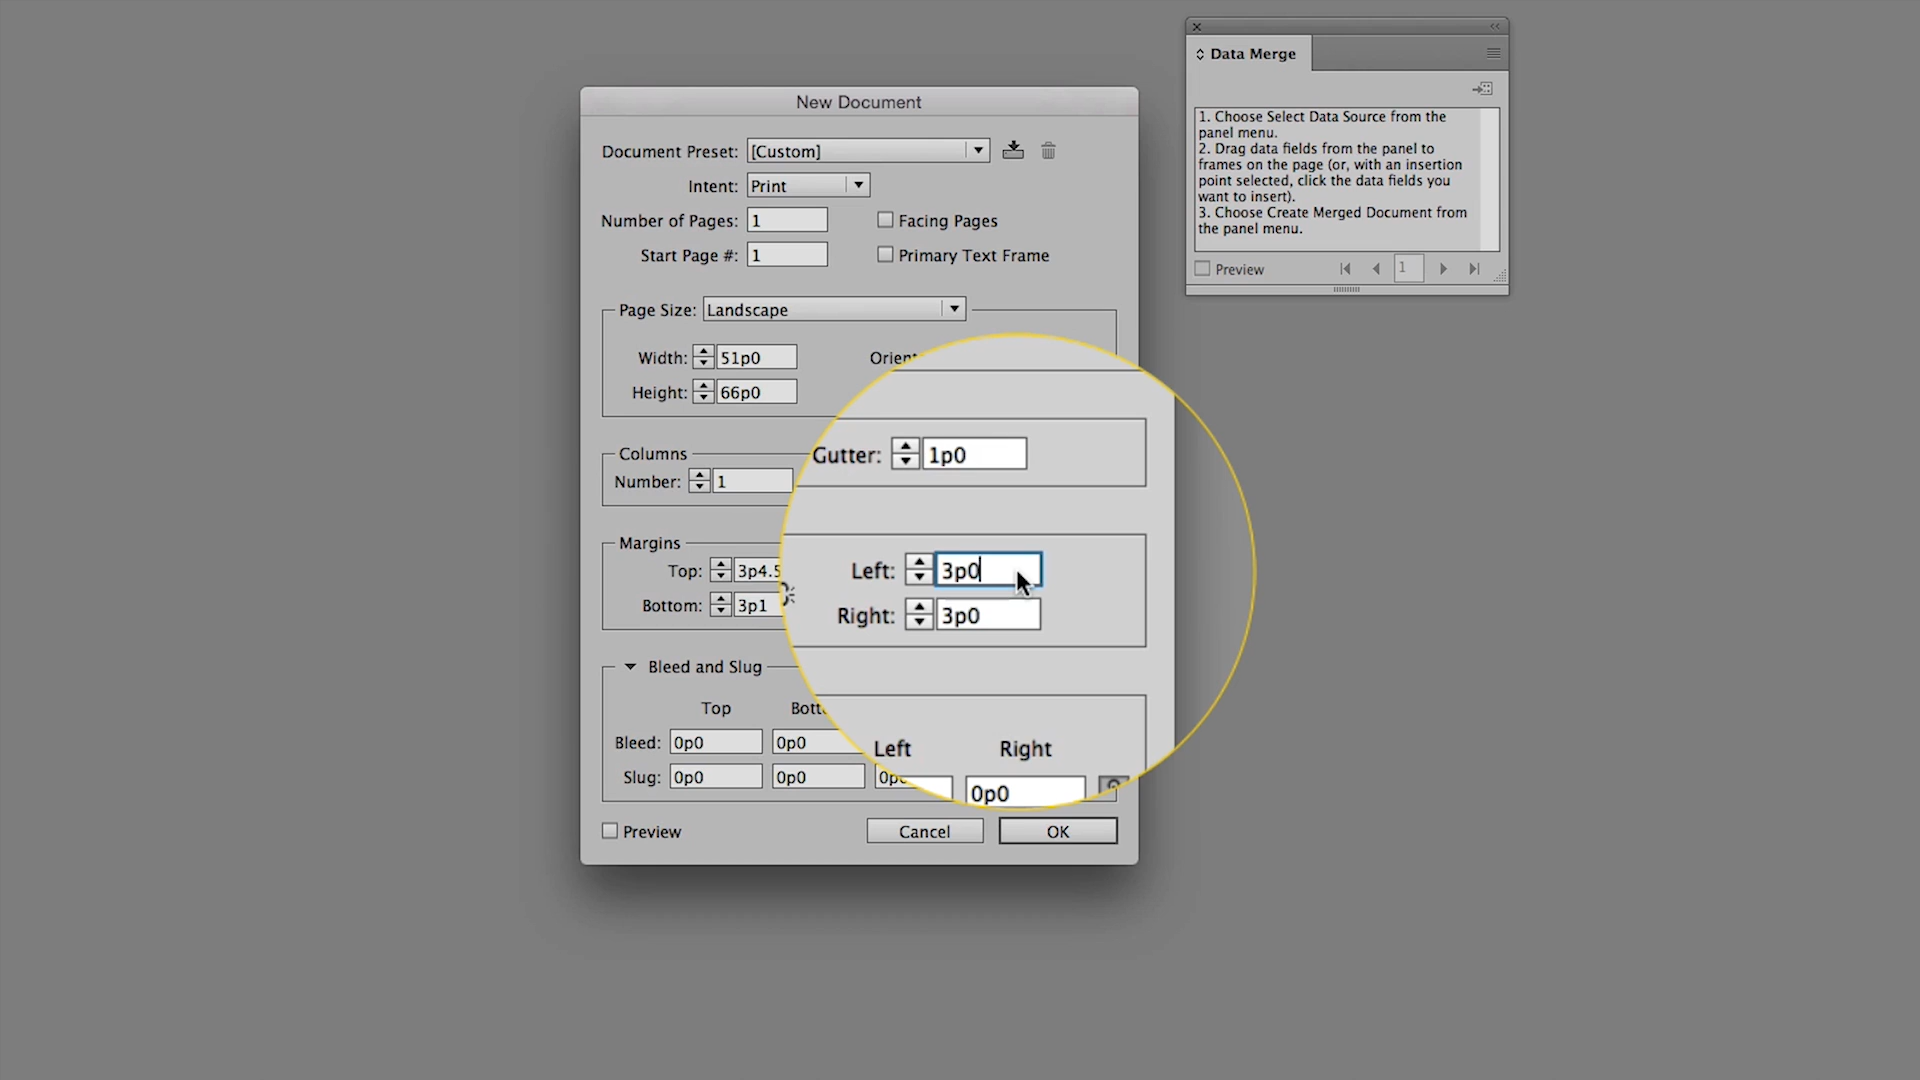 Data Merge
1. Choose Select Data Source from the
panel menu.
2. Drag data fields from the panel to
frames on the page (or, with an insertion
point selected, click the data fields you
want to insert).
3. Choose Create Merged Document from
the panel menu.
Preview
1
New Document
Document Preset: [Custom]
Intent: Print
Number of Pages: 1 Facing Pages
Start Page #: 1 Primary Text Frame
Page Size: Landscape
Width: 51p0
Height: 66p0
Columns
Number: 1 Gutter: 1p0
Margins
Top: 3p4.5 Left: 3p0
Bottom: 3p1 Right: 3p0
Bleed and Slug
Top Left Right
Bleed: 0p0 0p0 0p0
Slug: 0p0 0p0
Preview Cancel OK